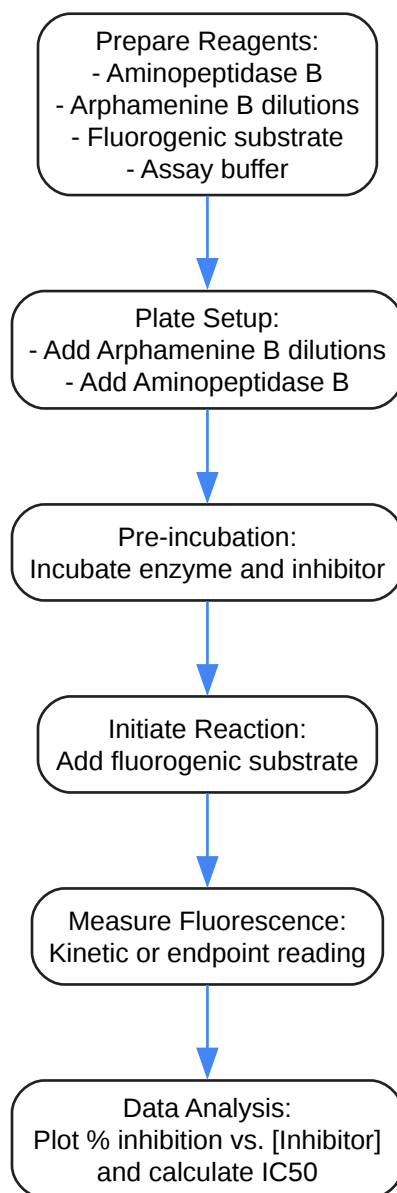 Prepare Reagents:
- Aminopeptidase B
- Arphamenine B dilutions
- Fluorogenic substrate
- Assay buffer
Plate Setup:
- Add Arphamenine B dilutions
- Add Aminopeptidase B
Pre-incubation:
Incubate enzyme and inhibitor
Initiate Reaction:
Add fluorogenic substrate
Measure Fluorescence:
Kinetic or endpoint reading
Data Analysis:
Plot % inhibition vs. [Inhibitor]
and calculate IC50